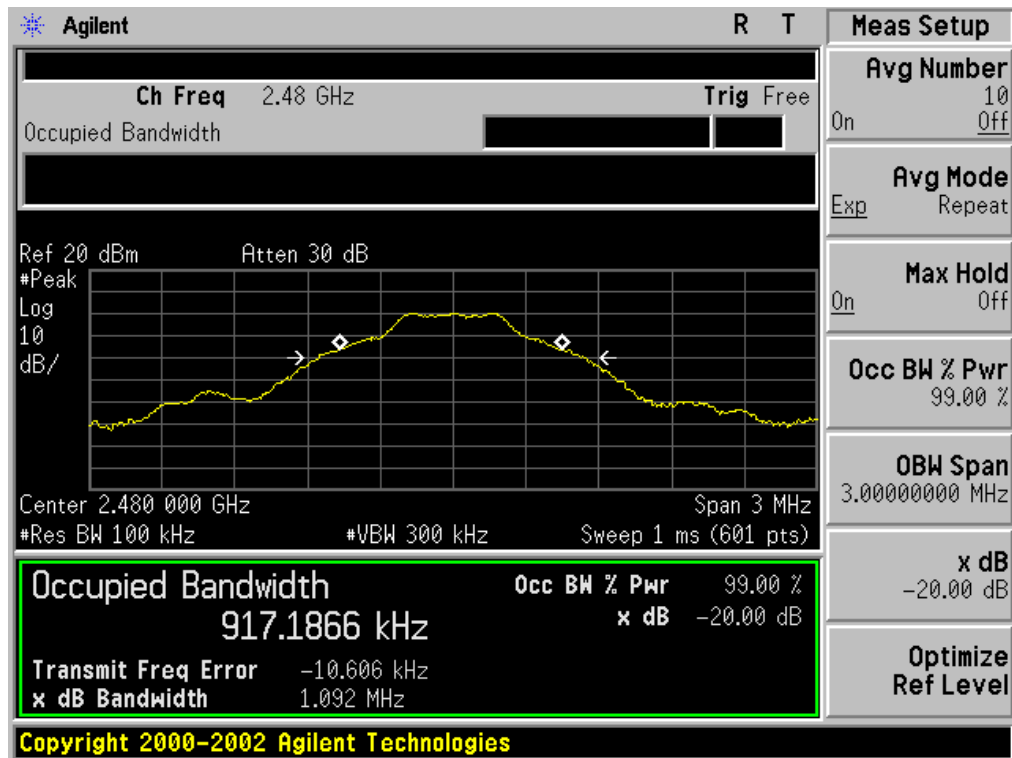 Agilent R T
Ch Freq 2.48 GHz Trig Free
Occupied Bandwidth
Ref 20 dBm Atten 30 dB
#Peak
Log
10
dB/
Center 2.480 000 GHz Span 3 MHz
#Res BW 100 kHz #VBW 300 kHz Sweep 1 ms (601 pts)
Occupied Bandwidth Occ BW % Pwr 99.00 %
917.1866 kHz x dB -20.00 dB
Transmit Freq Error -10.606 kHz
x dB Bandwidth 1.092 MHz
Copyright 2000-2002 Agilent Technologies
Meas Setup
Avg Number
10
On Off
Avg Mode
Exp Repeat
Max Hold
On Off
Occ BW % Pwr
99.00 %
OBW Span
3.00000000 MHz
x dB
-20.00 dB
Optimize
Ref Level